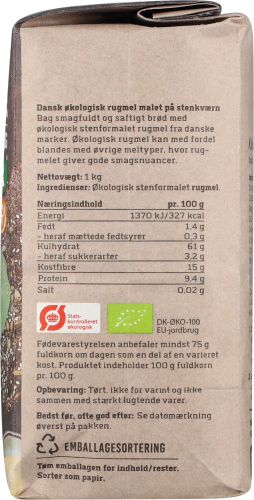 Dansk økologisk rugmel malet på stenkværn
Bag smagfuldt og saftigt brød med
økologisk stenformalet rugmel fra danske
marker. Økologisk rugmel kan med fordel
blandes med øvrige meltyper, hvor rug-
melet giver gode smagsnuancer.
Nettovægt: 1 kg
Ingredienser: Økologisk stenformalet rugmel.
Næringsindhold pr. 100 g
Energi 1370 kJ/327 kcal
Fedt 1.4 g
- heraf mættede fedtsyrer 0.3 g
Kulhydrat 61 g
- heraf sukkerarter 3.2 g
Kostfibre 15 g
Protein 9.4 g
Salt 0.02 g
Ø
Stats-
kontrolleret
økologisk
DK-ØKO-100
EU-jordbrug
Fødevarestyrelsen anbefaler mindst 75 g
fuldkorn om dagen som en del af en varieret
kost. Produktet indeholder 100 g fuldkorn
pr. 100 g.
Opbevaring: Tørt, ikke for varmt og ikke
sammen med stærkt lugtende varer.
Bedst før, ofte god efter: Se datomærkning
øverst på pakken.
EMBALLAGESORTERING
Tøm emballagen for indhold/rester.
Sorter som papir.